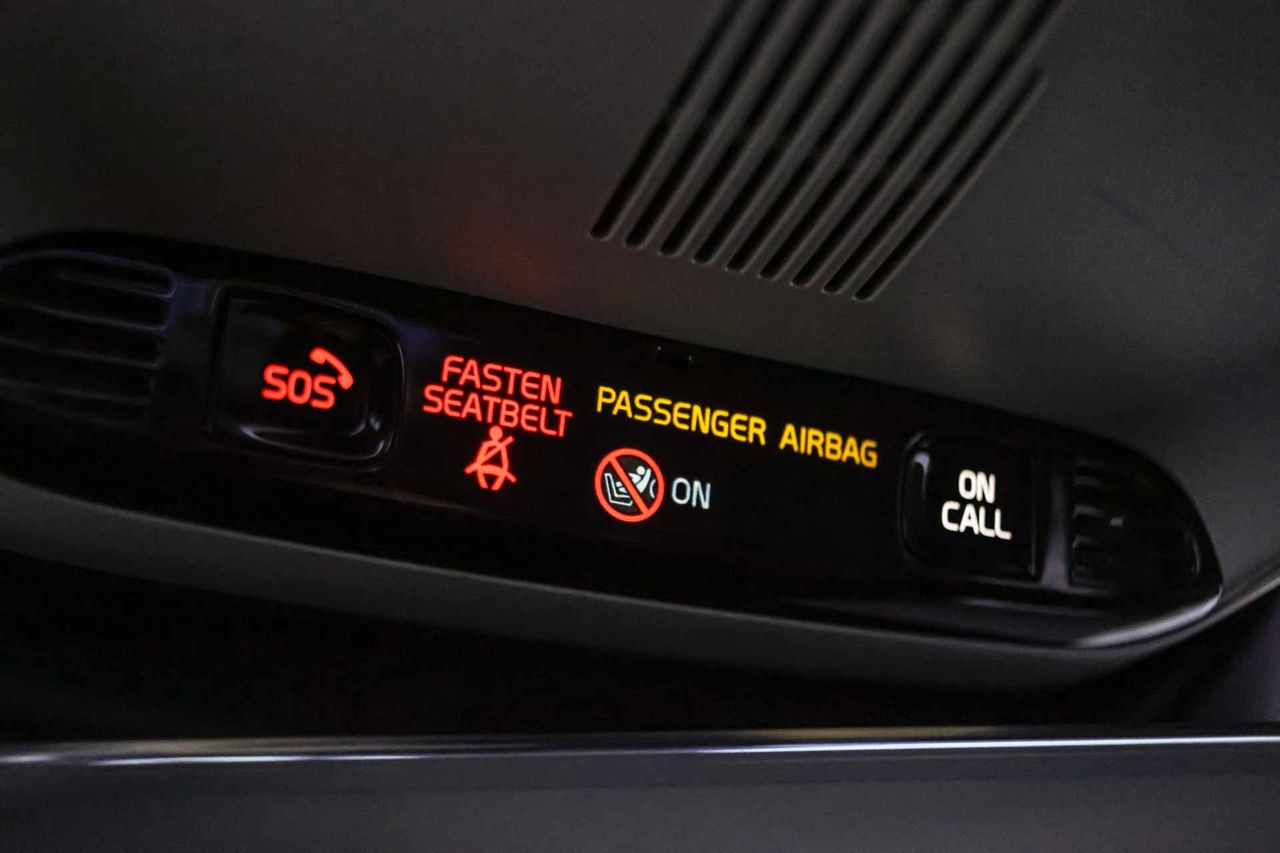 SOS
FASTEN
SEATBELT
PASSENGER AIRBAG
ON
ON
CALL